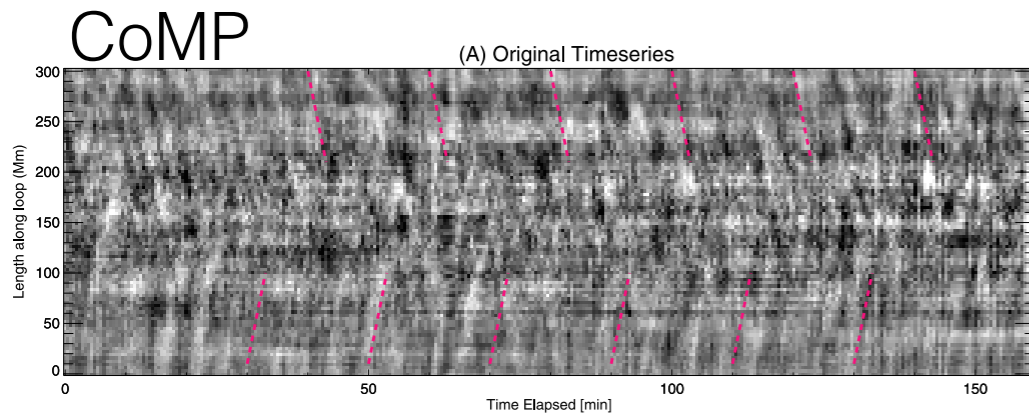 CoMP
(A) Original Timeseries
300
250
200
150
100
50
0
Length along loop (Mm)
0 50 100 150
Time Elapsed [min]